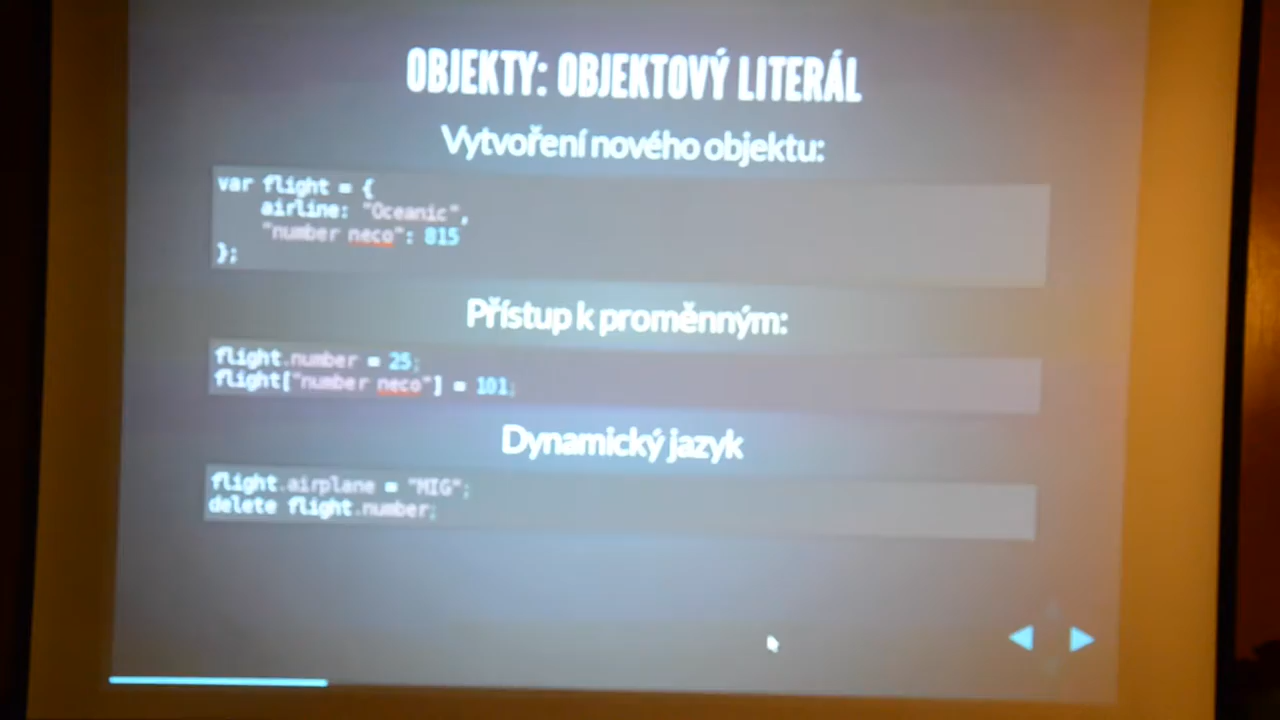 OBJEKTY: OBJEKTOVÝ LITERÁL
Vytvoření nového objektu:
var flight = {
    airline: "Oceanic",
    "number neco": 815
};
Přístup k proměnným:
flight.number = 25;
flight["number neco"] = 101;
Dynamický jazyk
flight.airplane = "MIG";
delete flight.number;